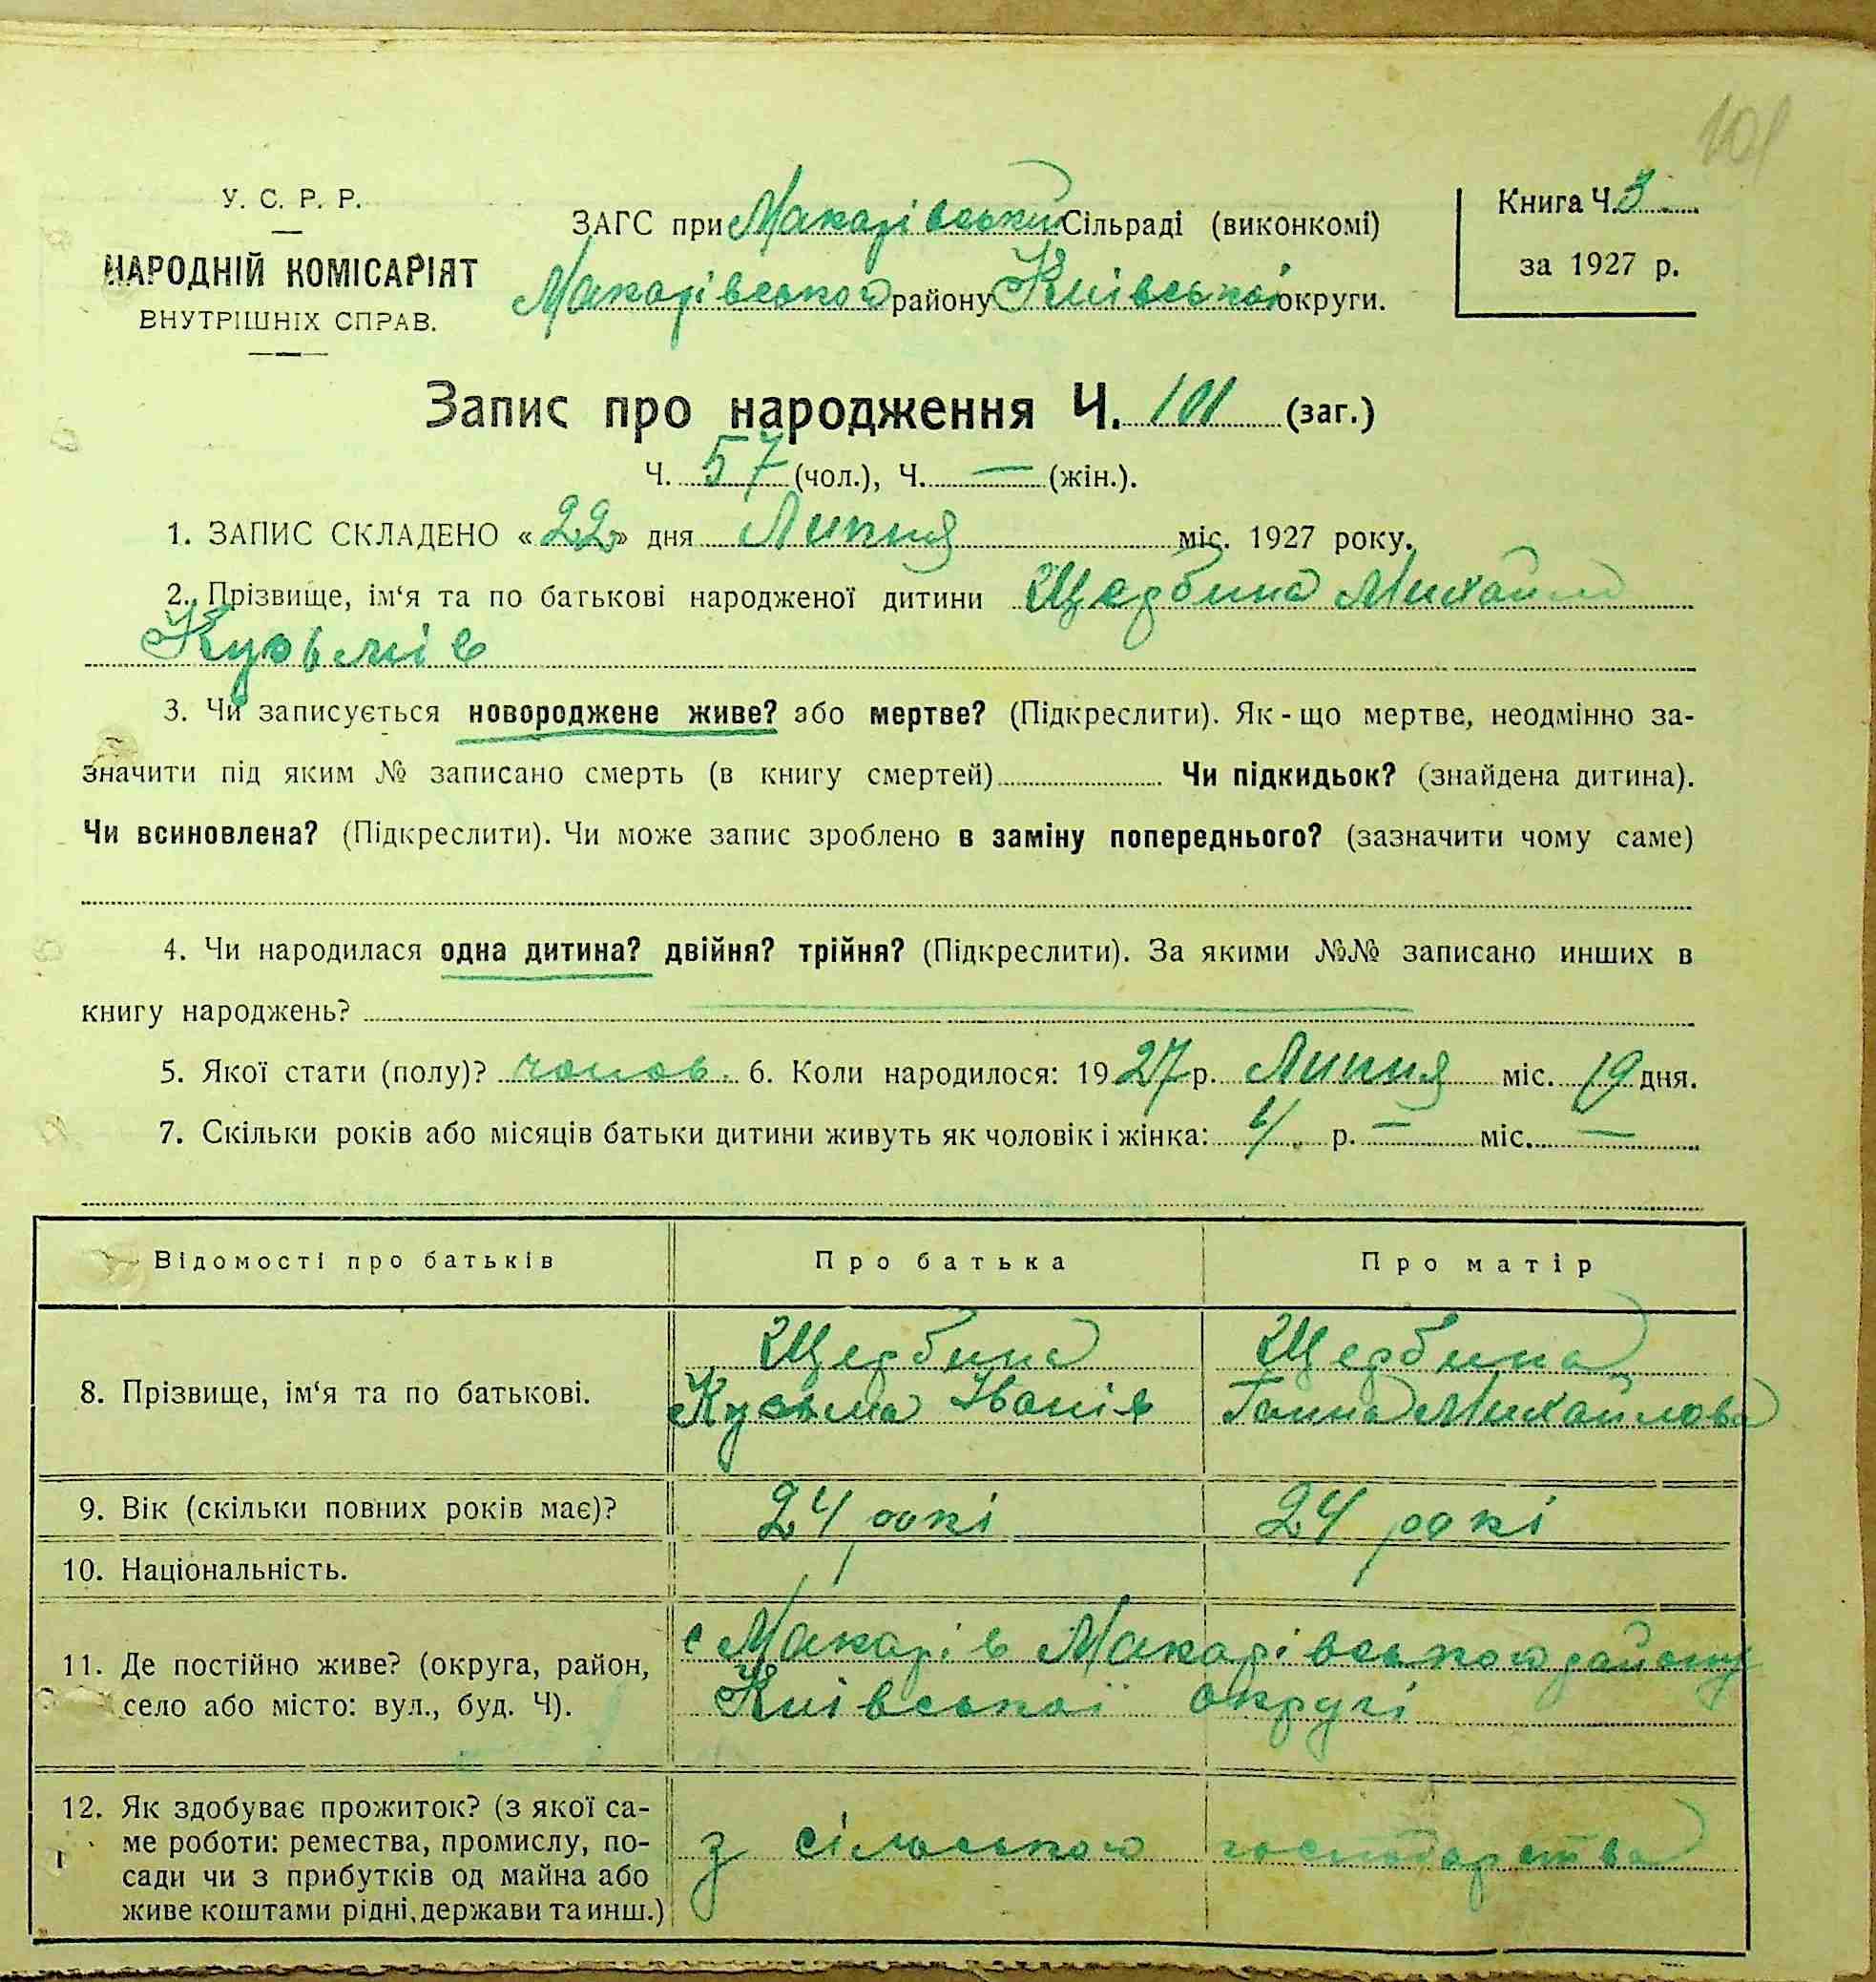 101
У. С. Р. Р.
НАРОДНІЙ КОМІСАРІЯТ
ВНУТРІШНІХ СПРАВ.
ЗАГС при Макарівський Сільраді (виконкомі)
Макарівського району Київської округи.
Книга Ч. 3
за 1927 р.
Запис про народження Ч. 101 (заг.)
Ч. 57 (чол.), Ч. — (жін.).
1. ЗАПИС СКЛАДЕНО «22» дня Липня міс. 1927 року.
2. Прізвище, ім‘я та по батькові народженої дитини Щербина Михайло
Кузьмів
3. Чи записується новороджене живе? або мертве? (Підкреслити). Як-що мертве, неодмінно за-
значити під яким № записано смерть (в книгу смертей) Чи підкидьок? (знайдена дитина).
Чи всиновлена? (Підкреслити). Чи може запис зроблено в заміну попереднього? (зазначити чому саме)
4. Чи народилася одна дитина? двійня? трійня? (Підкреслити). За якими №№ записано инших в
книгу народжень?
5. Якої стати (полу)? чолов. 6. Коли народилося: 1927 р. Липня міс. 19 дня.
7. Скільки років або місяців батьки дитини живуть як чоловік і жінка: 4 р. — міс. —
Відомості про батьків Про батька Про матір
8. Прізвище, ім‘я та по батькові.
Щербина
Кузьма Іванів
Щербина
Ганна Михайлова
9. Вік (скільки повних років має)? 24 рокі 24 рокі
10. Національність.
11. Де постійно живе? (округа, район,
село або місто: вул., буд. Ч).
с Макарів Макарівського району
Київської округі
12. Як здобуває прожиток? (з якої са-
ме роботи: ремества, промислу, по-
сади чи з прибутків од майна або
живе коштами рідні, держави та инш.)
з сільського господарства